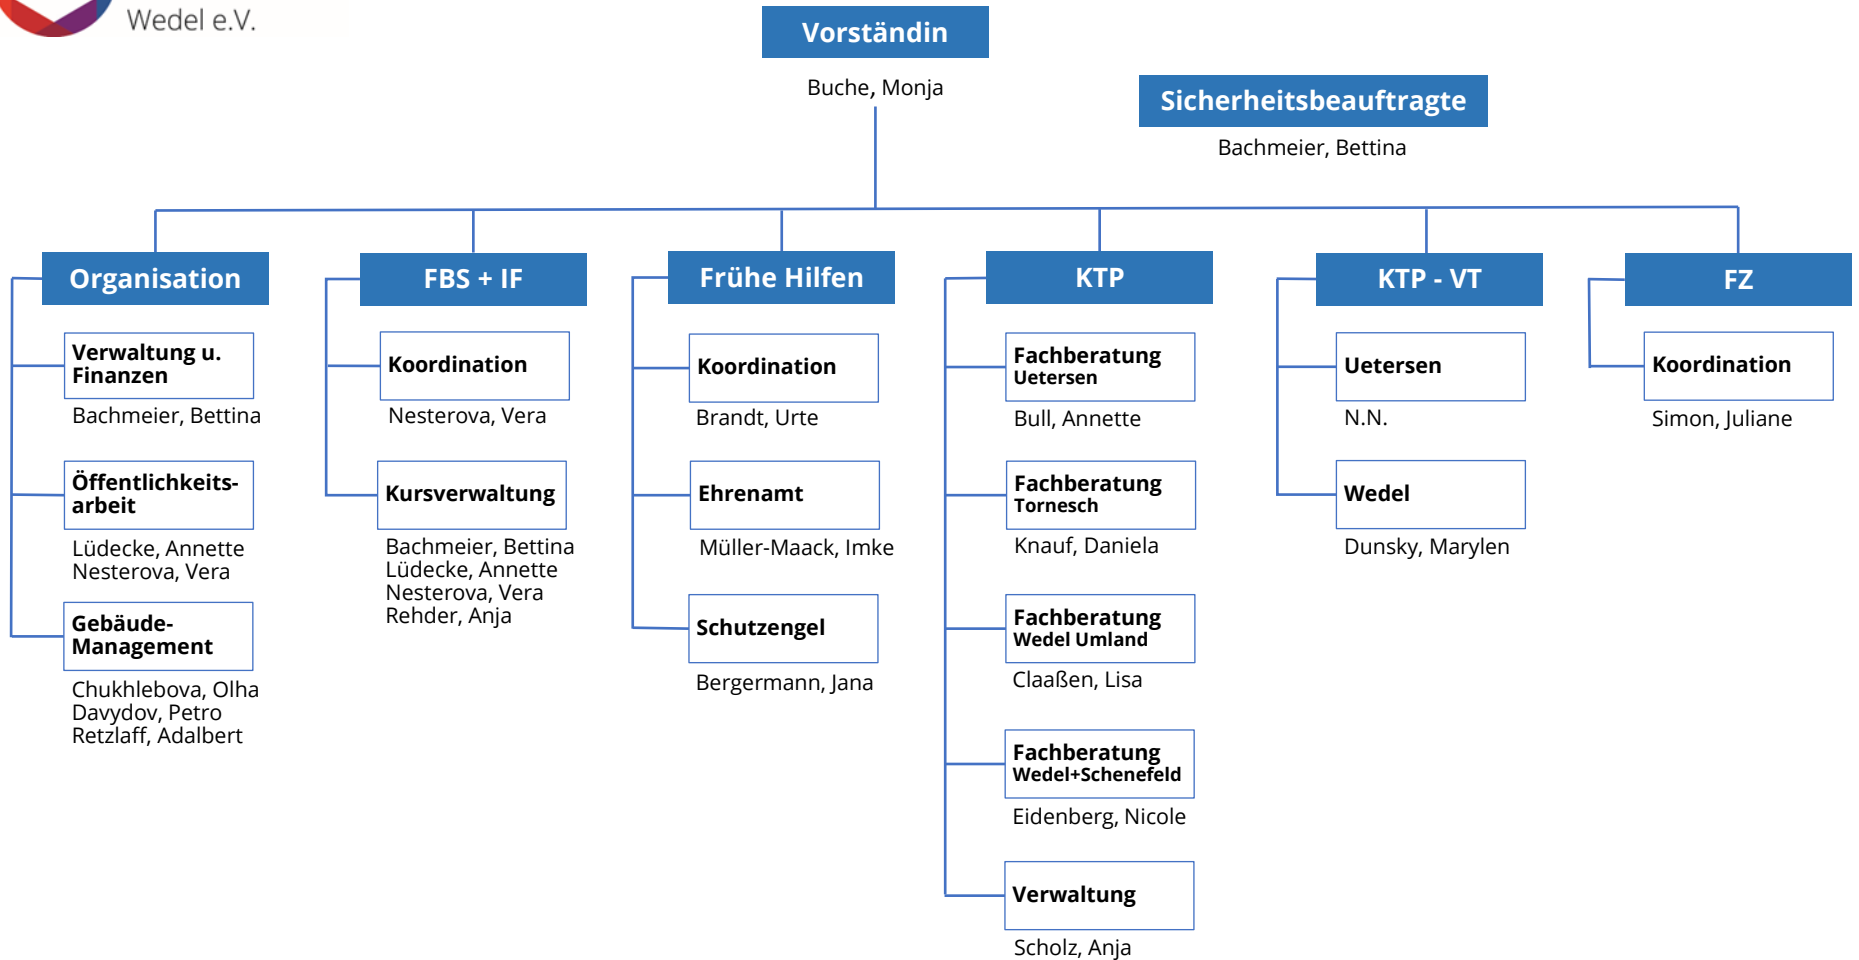 Wedel e.V.
Vorständin
Buche, Monja
Sicherheitsbeauftragte
Bachmeier, Bettina
Organisation
Verwaltung u.
Finanzen
Bachmeier, Bettina
Öffentlichkeits-
arbeit
Lüdecke, Annette
Nesterova, Vera
Gebäude-
Management
Chukhlebova, Olha
Davydov, Petro
Retzlaff, Adalbert
FBS + IF
Koordination
Nesterova, Vera
Kursverwaltung
Bachmeier, Bettina
Lüdecke, Annette
Nesterova, Vera
Rehder, Anja
Frühe Hilfen
Koordination
Brandt, Urte
Ehrenamt
Müller-Maack, Imke
Schutzengel
Bergermann, Jana
KTP
Fachberatung
Uetersen
Bull, Annette
Fachberatung
Tornesch
Knauf, Daniela
Fachberatung
Wedel Umland
Claaßen, Lisa
Fachberatung
Wedel+Schenefeld
Eidenberg, Nicole
Verwaltung
Scholz, Anja
KTP - VT
Uetersen
N.N.
Wedel
Dunsky, Marylen
FZ
Koordination
Simon, Juliane